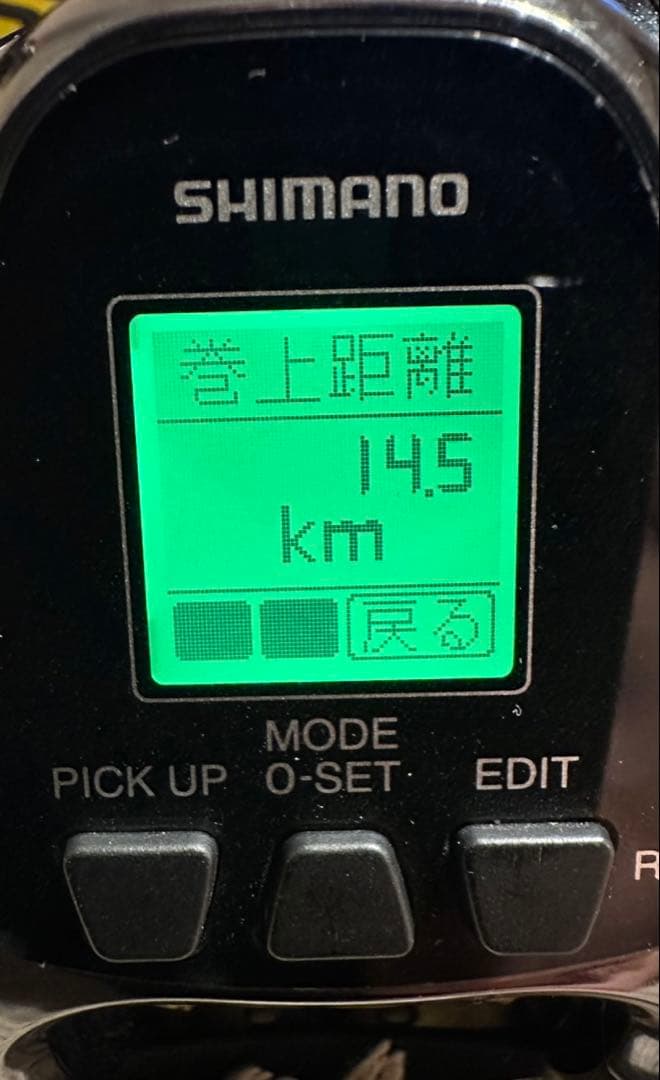 SHIMANO
巻上距離
14.5
km
戻る
MODE
PICK UP 0-SET EDIT
R